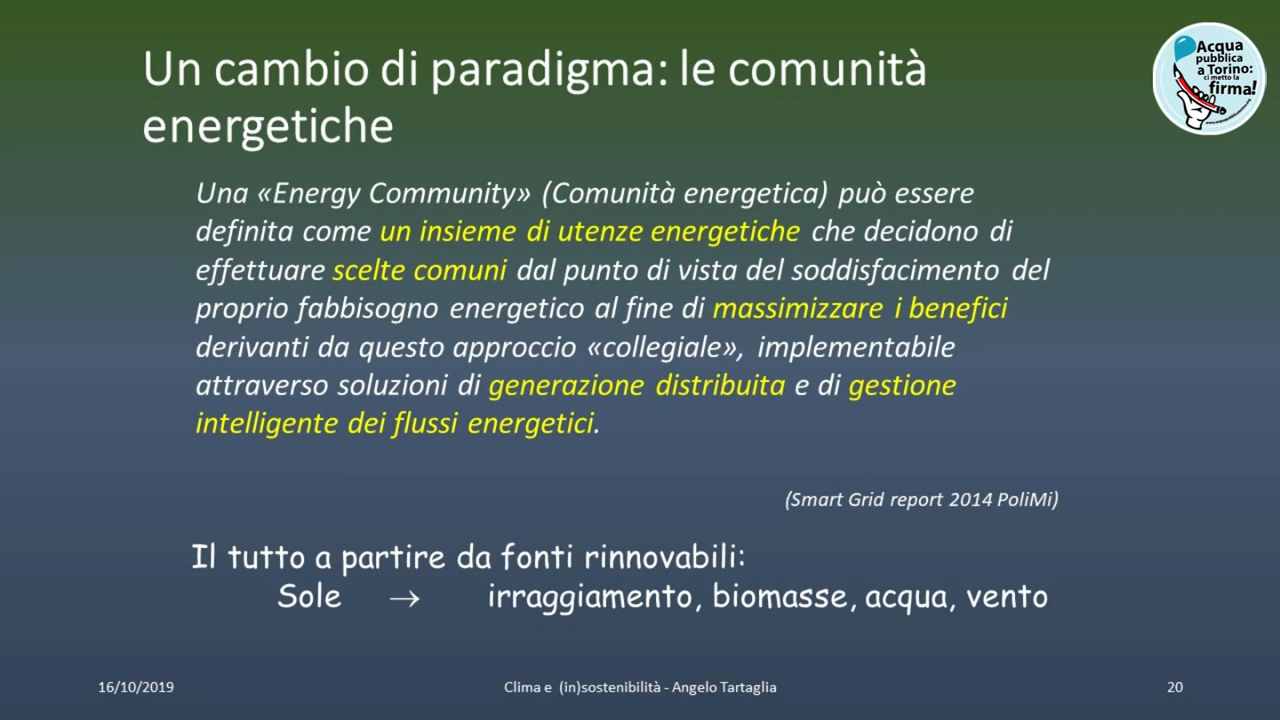 Un cambio di paradigma: le comunità
energetiche
Acqua
pubblica
a Torino:
ci metto la
firma!
Una «Energy Community» (Comunità energetica) può essere
definita come un insieme di utenze energetiche che decidono di
effettuare scelte comuni dal punto di vista del soddisfacimento del
proprio fabbisogno energetico al fine di massimizzare i benefici
derivanti da questo approccio «collegiale», implementabile
attraverso soluzioni di generazione distribuita e di gestione
intelligente dei flussi energetici.
(Smart Grid report 2014 PoliMi)
Il tutto a partire da fonti rinnovabili:
Sole → irraggiamento, biomasse, acqua, vento
16/10/2019 Clima e (in)sostenibilità - Angelo Tartaglia 20